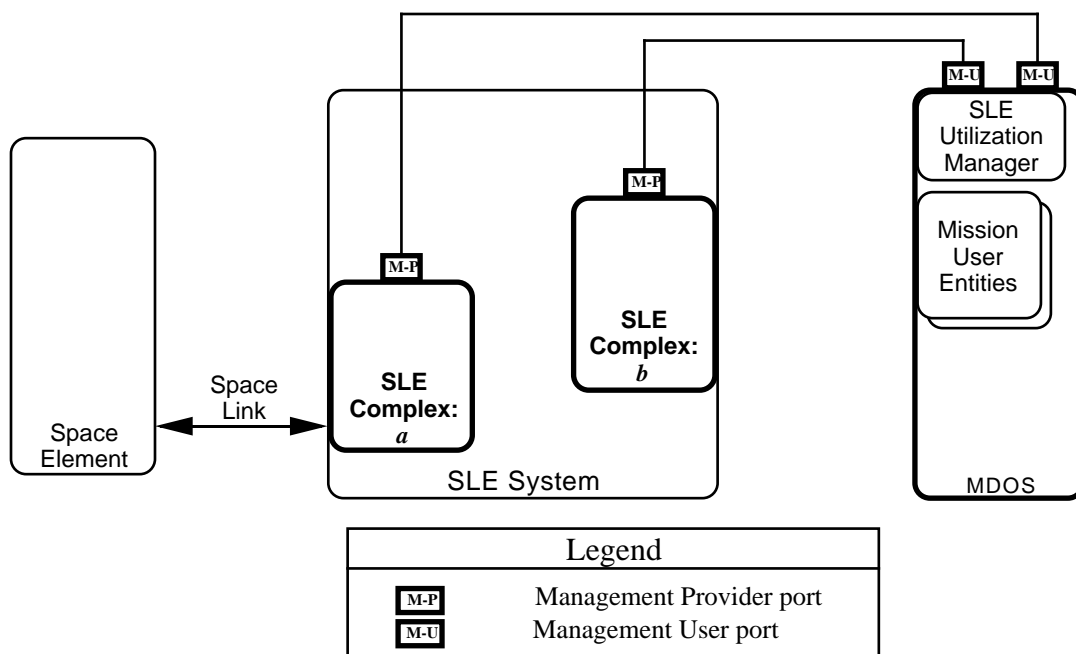 M-U
M-U
SLE
Utilization
Manager
M-P
Mission
User
Entities
M-P
SLE
Complex:
b
SLE
Complex:
a
Space
Link
Space
Element
SLE System
MDOS
Legend
M-P Management Provider port
M-U Management User port